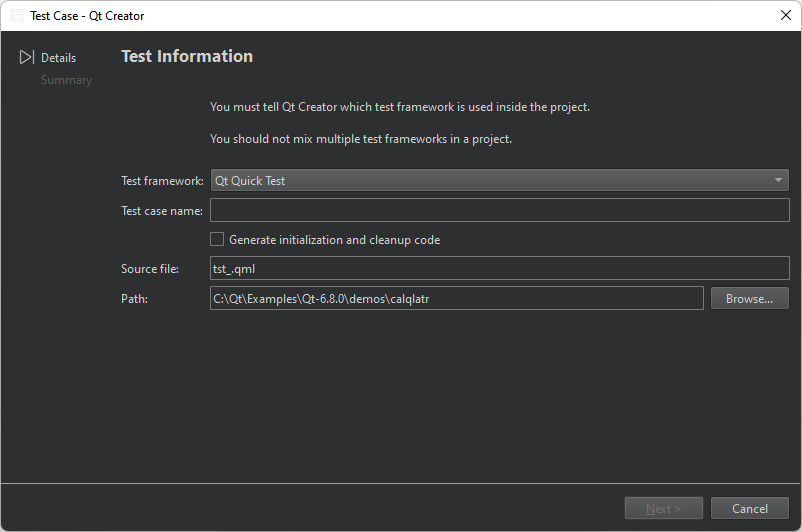 Test Case - Qt Creator
Details
Summary
Test Information
You must tell Qt Creator which test framework is used inside the project.
You should not mix multiple test frameworks in a project.
Test framework: Qt Quick Test
Test case name:
Generate initialization and cleanup code
Source file: tst_.qml
Path: C:\Qt\Examples\Qt-6.8.0\demos\calqlatr Browse...
Next > Cancel